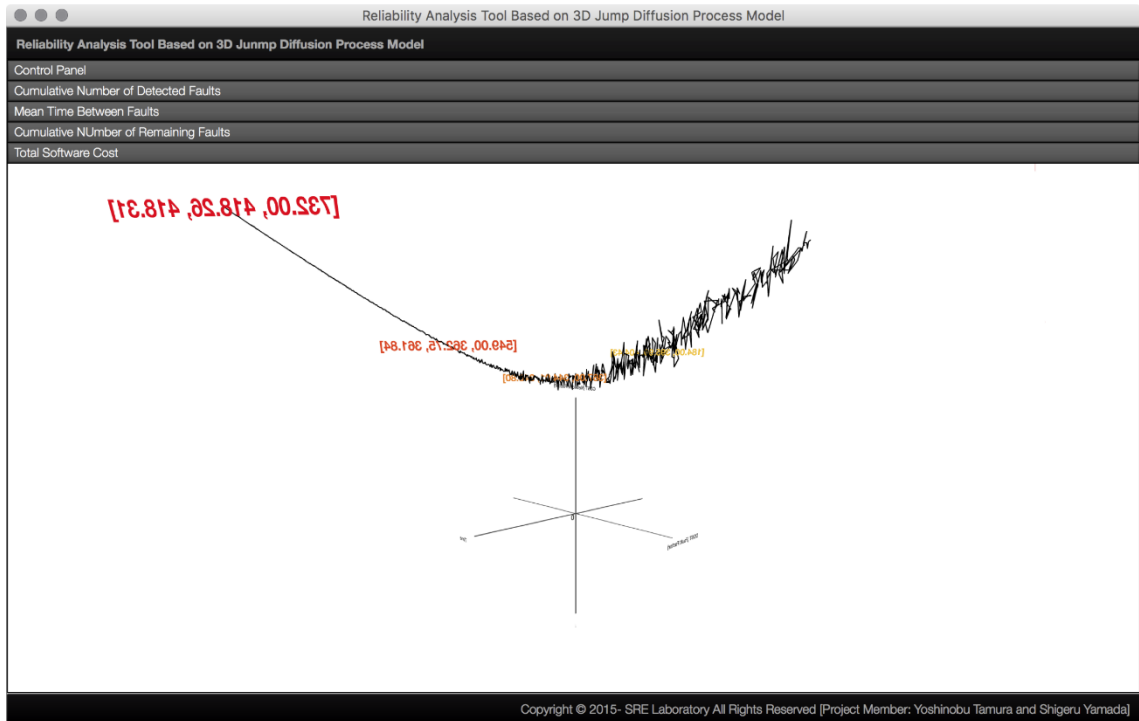 Reliability Analysis Tool Based on 3D Jump Diffusion Process Model
Reliability Analysis Tool Based on 3D Junmp Diffusion Process Model
Control Panel
Cumulative Number of Detected Faults
Mean Time Between Faults
Cumulative NUmber of Remaining Faults
Total Software Cost
[732.00, 418.26, 418.31]
[549.00, 362.75, 361.84]
0
Copyright © 2015- SRE Laboratory All Rights Reserved [Project Member: Yoshinobu Tamura and Shigeru Yamada]